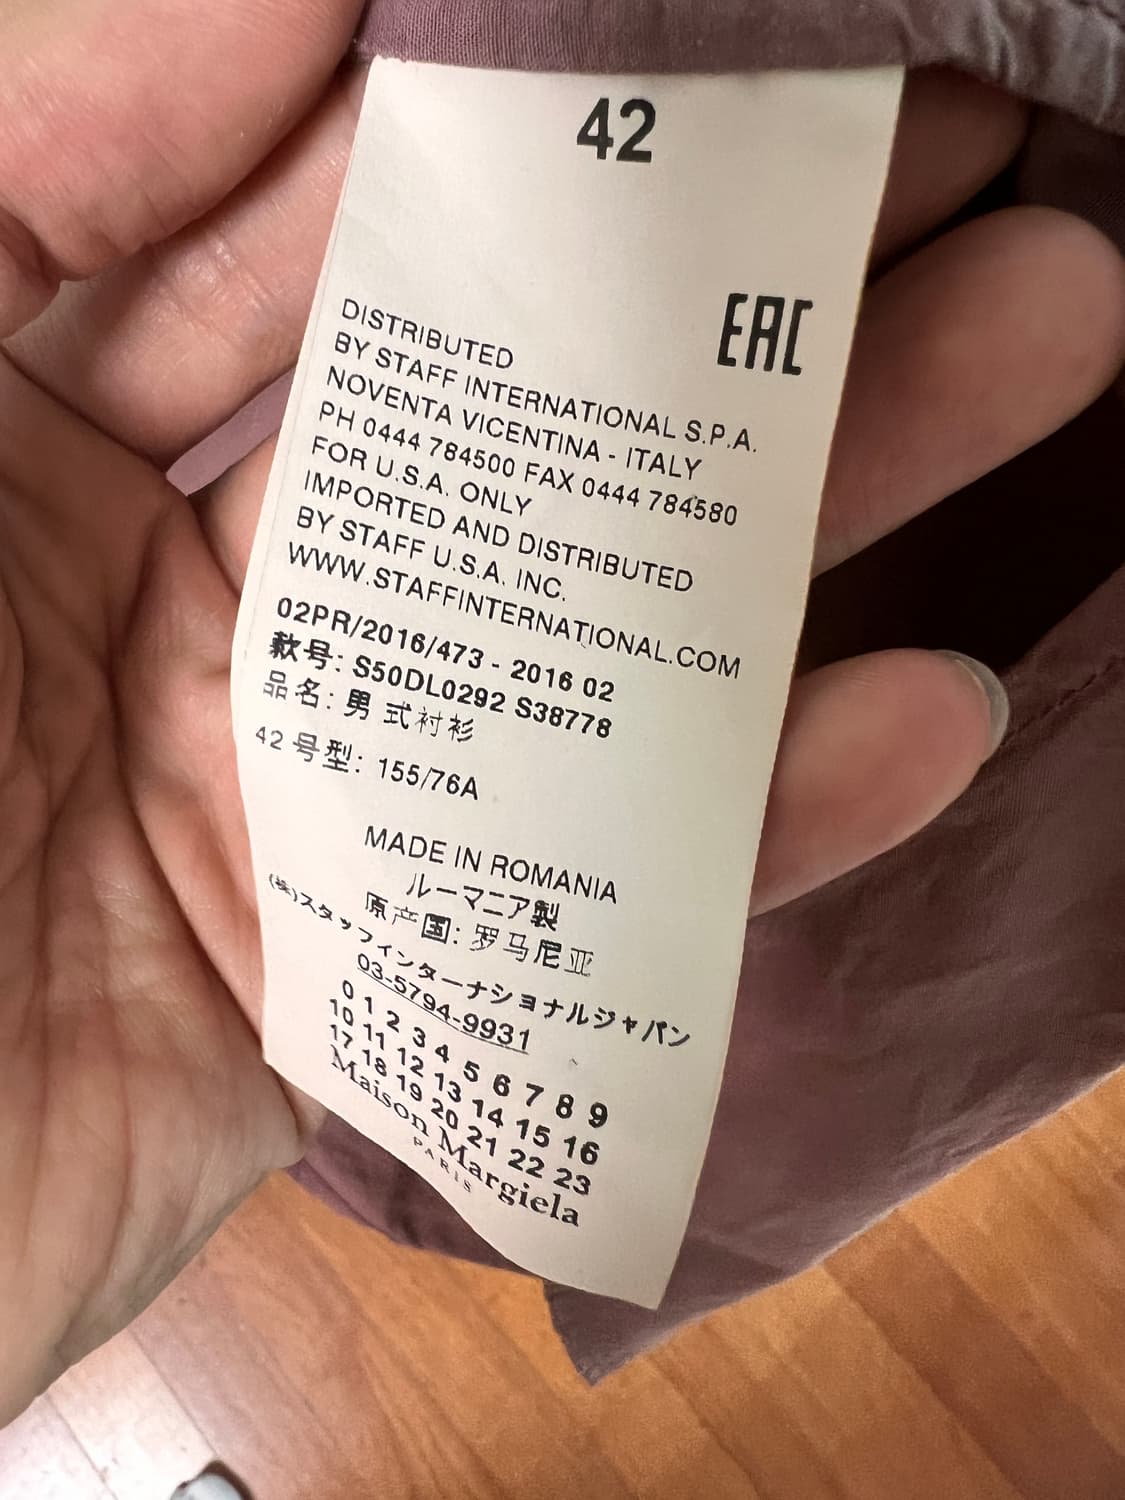 42
EAC
DISTRIBUTED
BY STAFF INTERNATIONAL S.P.A.
NOVENTA VICENTINA - ITALY
PH 0444 784500 FAX 0444 784580
FOR U.S.A. ONLY
IMPORTED AND DISTRIBUTED
BY STAFF U.S.A. INC.
WWW.STAFFINTERNATIONAL.COM
02PR/2016/473 - 2016 02
款号: S50DL0292 S38778
品名: 男式衬衫
42 号型: 155/76A
MADE IN ROMANIA
ルーマニア製
原产国: 罗马尼亚
(株)スタッフインターナショナルジャパン
03-5794-9931
0 1 2 3 4 5 6 7 8 9
10 11 12 13 14 15 16
17 18 19 20 21 22 23
Maison Margiela
PARIS